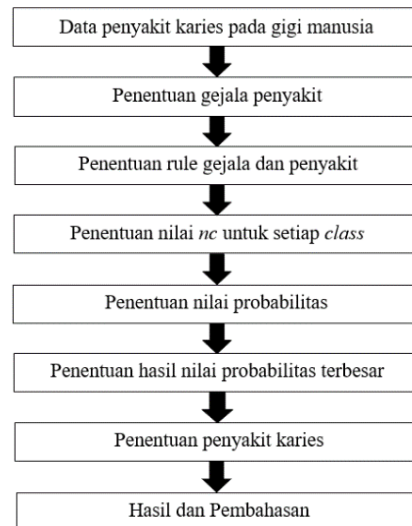 Data penyakit karies pada gigi manusia
Penentuan gejala penyakit
Penentuan rule gejala dan penyakit
Penentuan nilai nc untuk setiap class
Penentuan nilai probabilitas
Penentuan hasil nilai probabilitas terbesar
Penentuan penyakit karies
Hasil dan Pembahasan